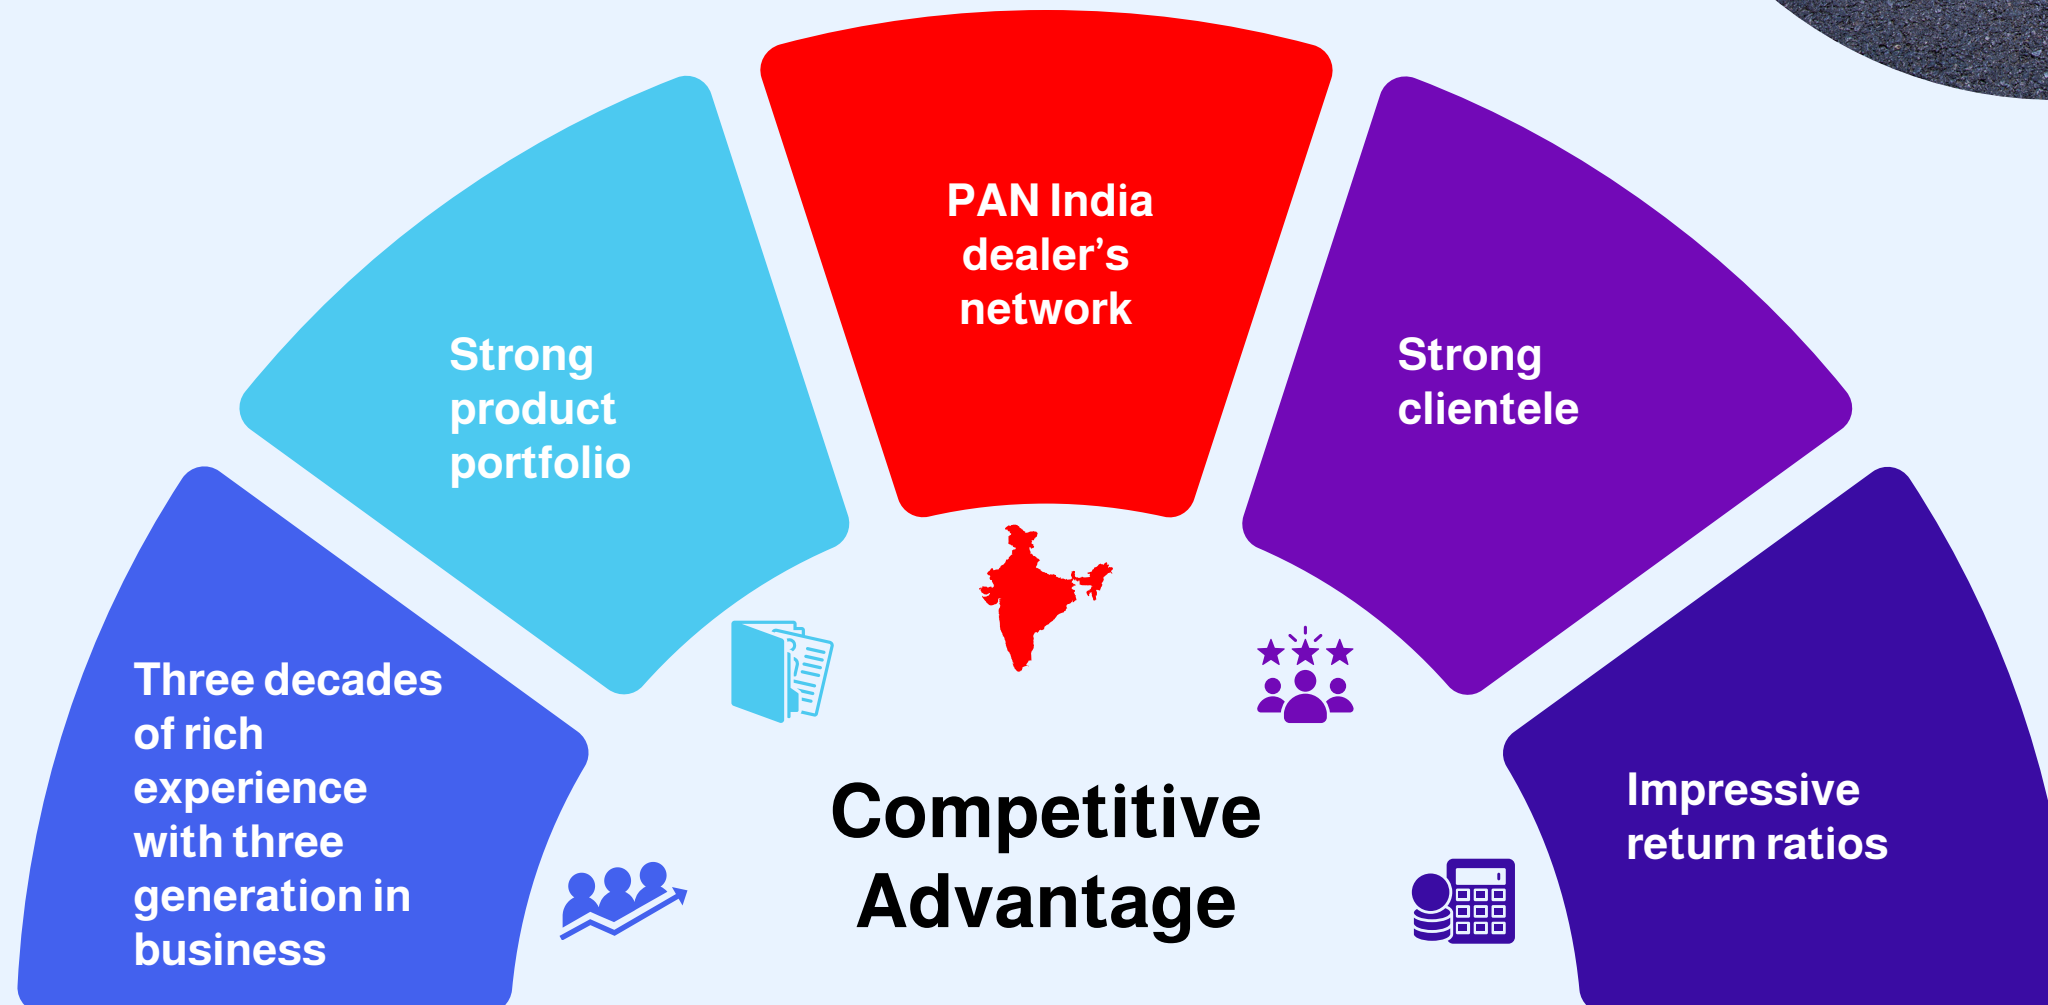 PAN India
dealer’s
network
Strong
product
portfolio
Strong
clientele
Three decades
of rich
experience
with three
generation in
business
Impressive
return ratios
Competitive
Advantage